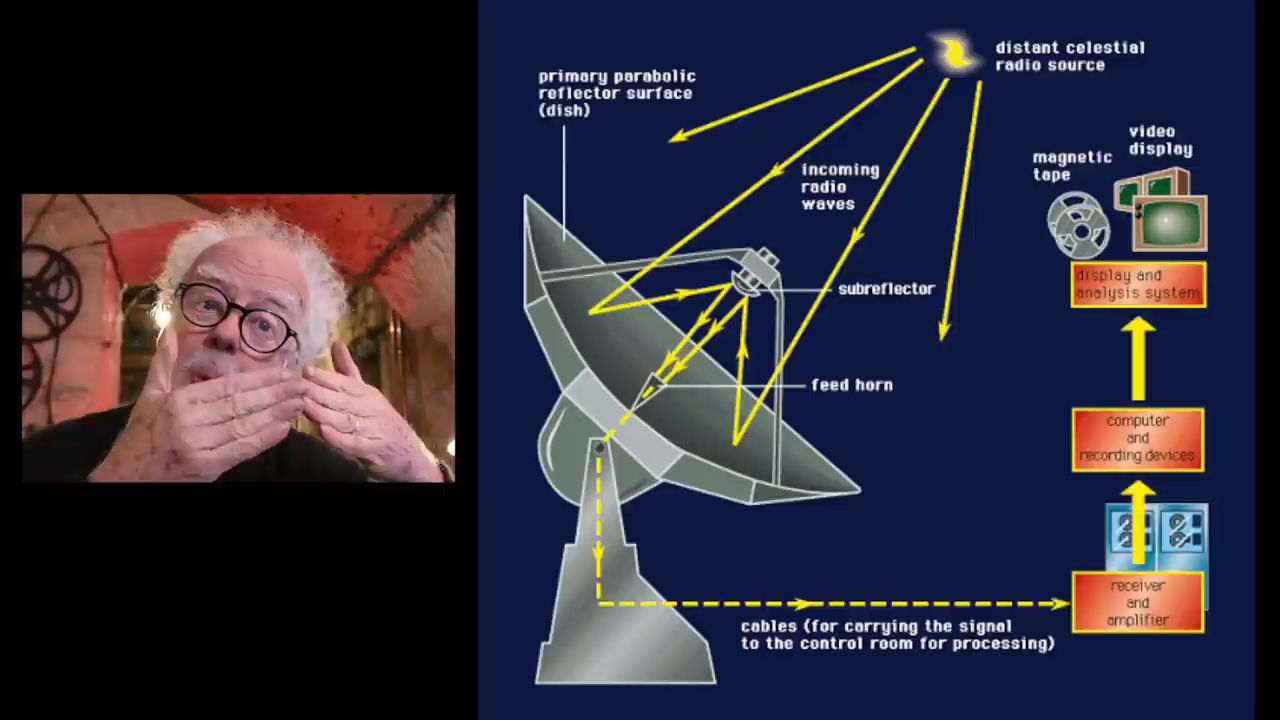 distant celestial
radio source
primary parabolic
reflector surface
(dish)
video
display
magnetic
tape
incoming
radio
waves
display and
analysis system
subreflector
feed horn
computer
and
recording devices
receiver
and
amplifier
cables (for carrying the signal
to the control room for processing)